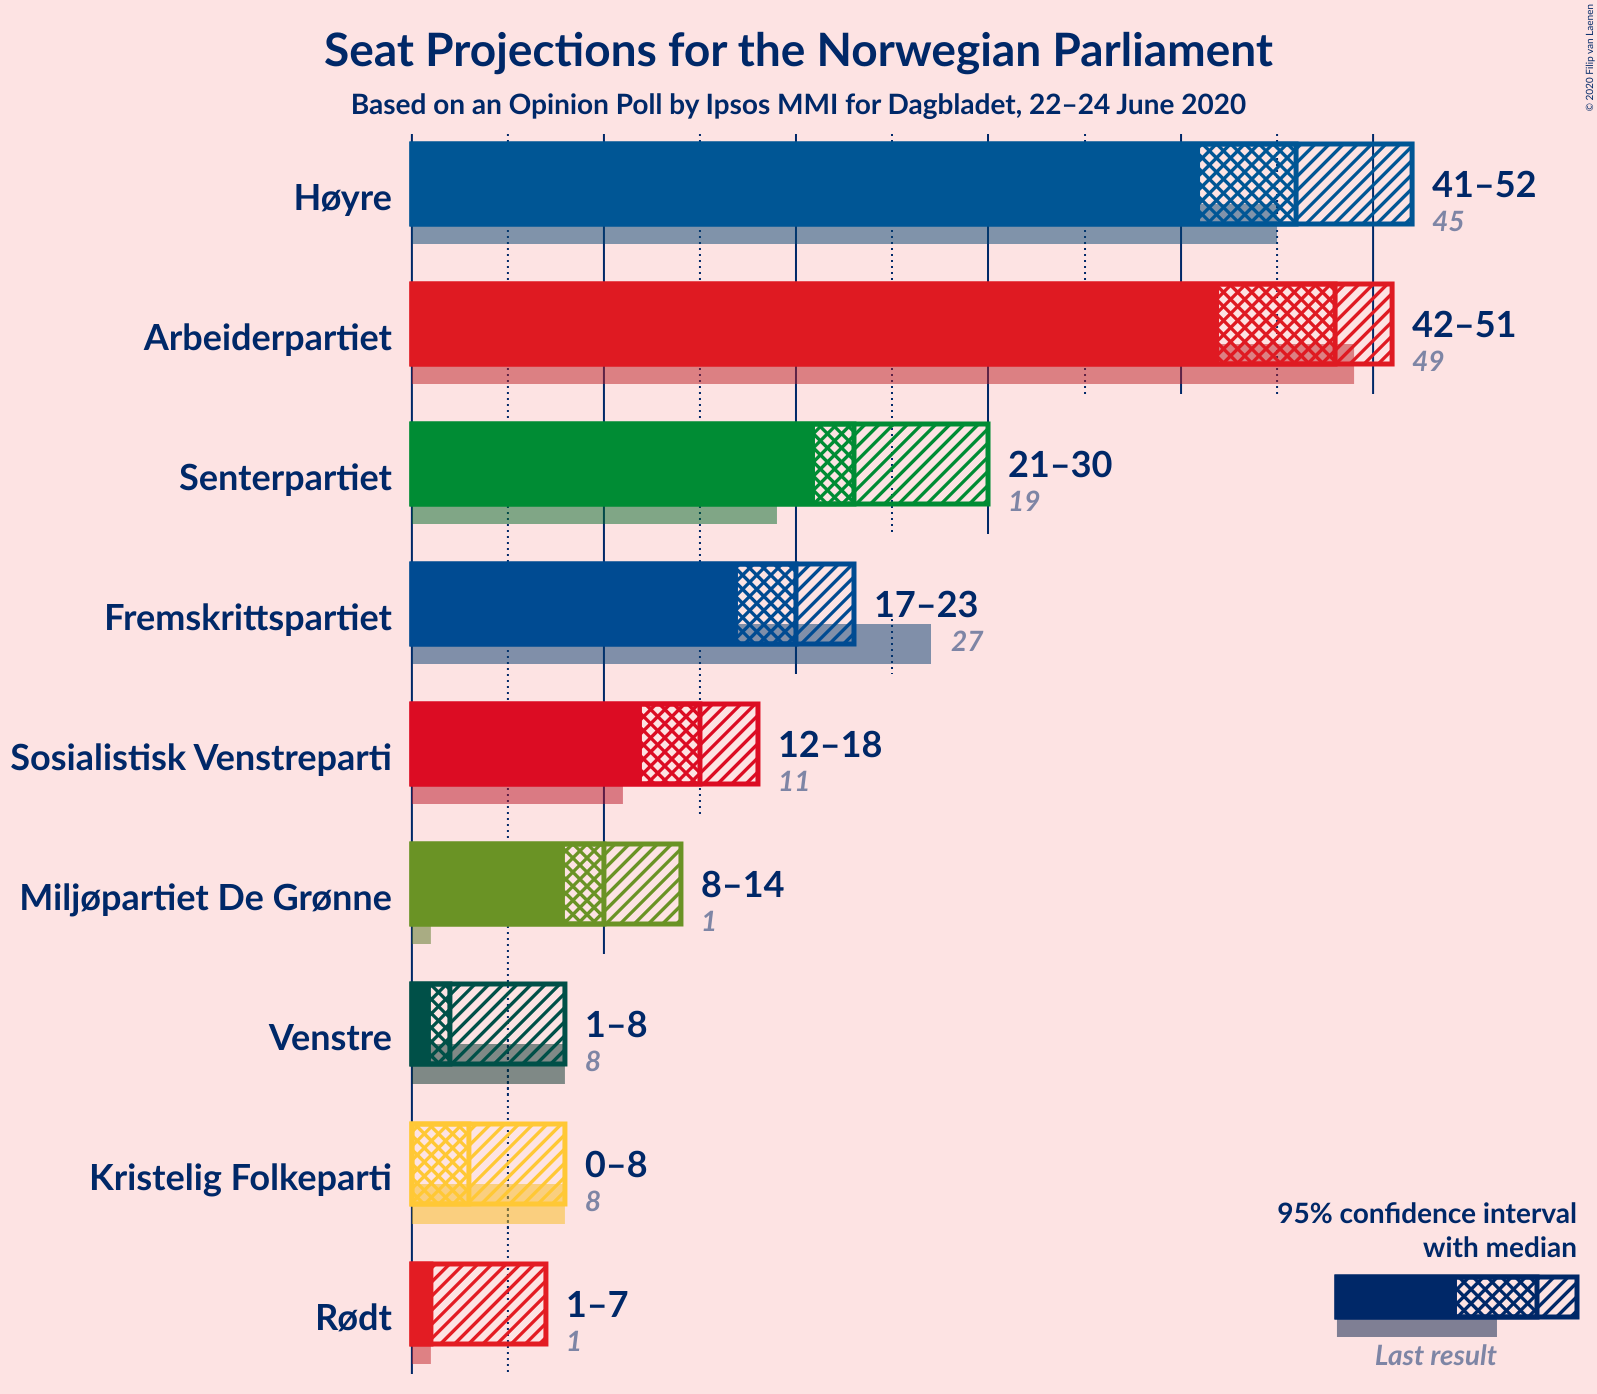 Seat Projections for the Norwegian Parliament
Based on an Opinion Poll by Ipsos MMI for Dagbladet, 22–24 June 2020
© 2020 Filip van Laenen
Høyre
41–52
45
Arbeiderpartiet
42–51
49
Senterpartiet
21–30
19
Fremskrittspartiet
17–23
27
Sosialistisk Venstreparti
12–18
11
Miljøpartiet De Grønne
8–14
1
Venstre
1–8
8
Kristelig Folkeparti
0–8
8
Rødt
1–7
1
95% confidence interval
with median
Last result